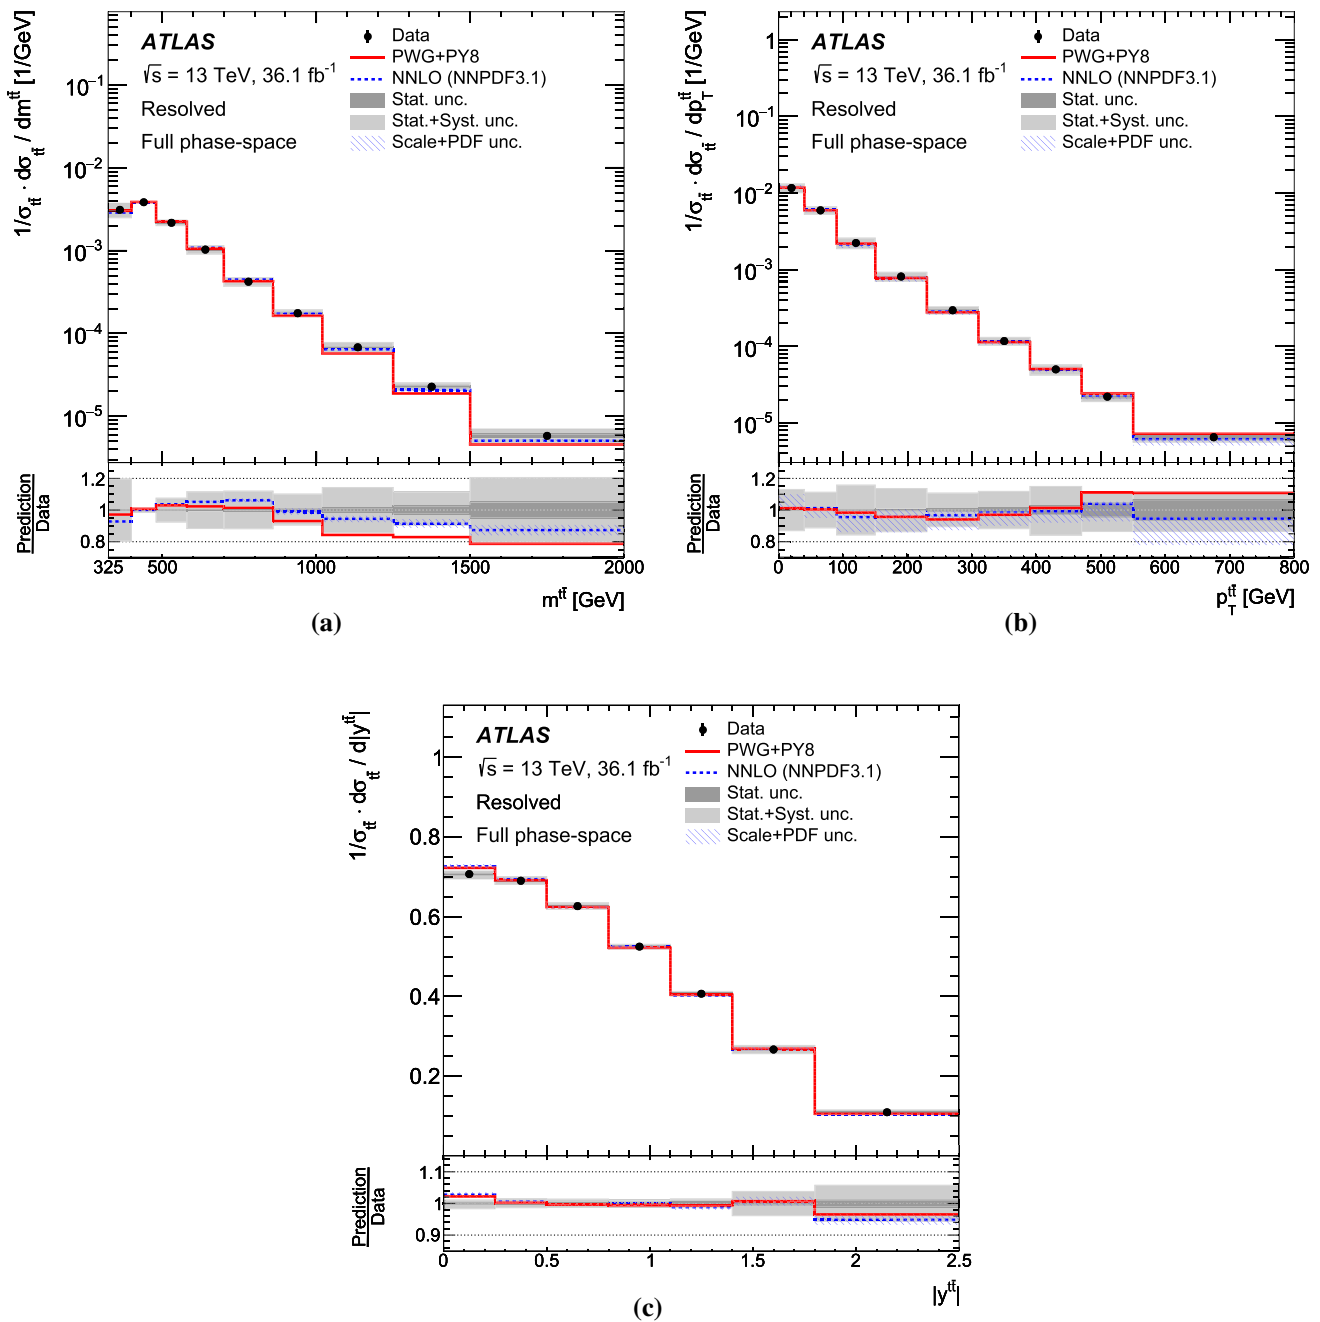 1/σ_tt̄ · dσ_tt̄ / dm^tt̄ [1/GeV]
ATLAS
√s = 13 TeV, 36.1 fb⁻¹
Resolved
Full phase-space
Data
PWG+PY8
NNLO (NNPDF3.1)
Stat. unc.
Stat.+Syst. unc.
Scale+PDF unc.
10⁻¹
10⁻²
10⁻³
10⁻⁴
10⁻⁵
Prediction
Data
1.2
1
0.8
325 500 1000 1500 2000
m^tt̄ [GeV]
(a)
1/σ_tt̄ · dσ_tt̄ / dp_T^tt̄ [1/GeV]
ATLAS
√s = 13 TeV, 36.1 fb⁻¹
Resolved
Full phase-space
Data
PWG+PY8
NNLO (NNPDF3.1)
Stat. unc.
Stat.+Syst. unc.
Scale+PDF unc.
1
10⁻¹
10⁻²
10⁻³
10⁻⁴
10⁻⁵
Prediction
Data
1.2
1
0.8
0 100 200 300 400 500 600 700 800
p_T^tt̄ [GeV]
(b)
1/σ_tt̄ · dσ_tt̄ / d|y^tt̄|
ATLAS
√s = 13 TeV, 36.1 fb⁻¹
Resolved
Full phase-space
Data
PWG+PY8
NNLO (NNPDF3.1)
Stat. unc.
Stat.+Syst. unc.
Scale+PDF unc.
1
0.8
0.6
0.4
0.2
Prediction
Data
1.1
1
0.9
0 0.5 1 1.5 2 2.5
|y^tt̄|
(c)